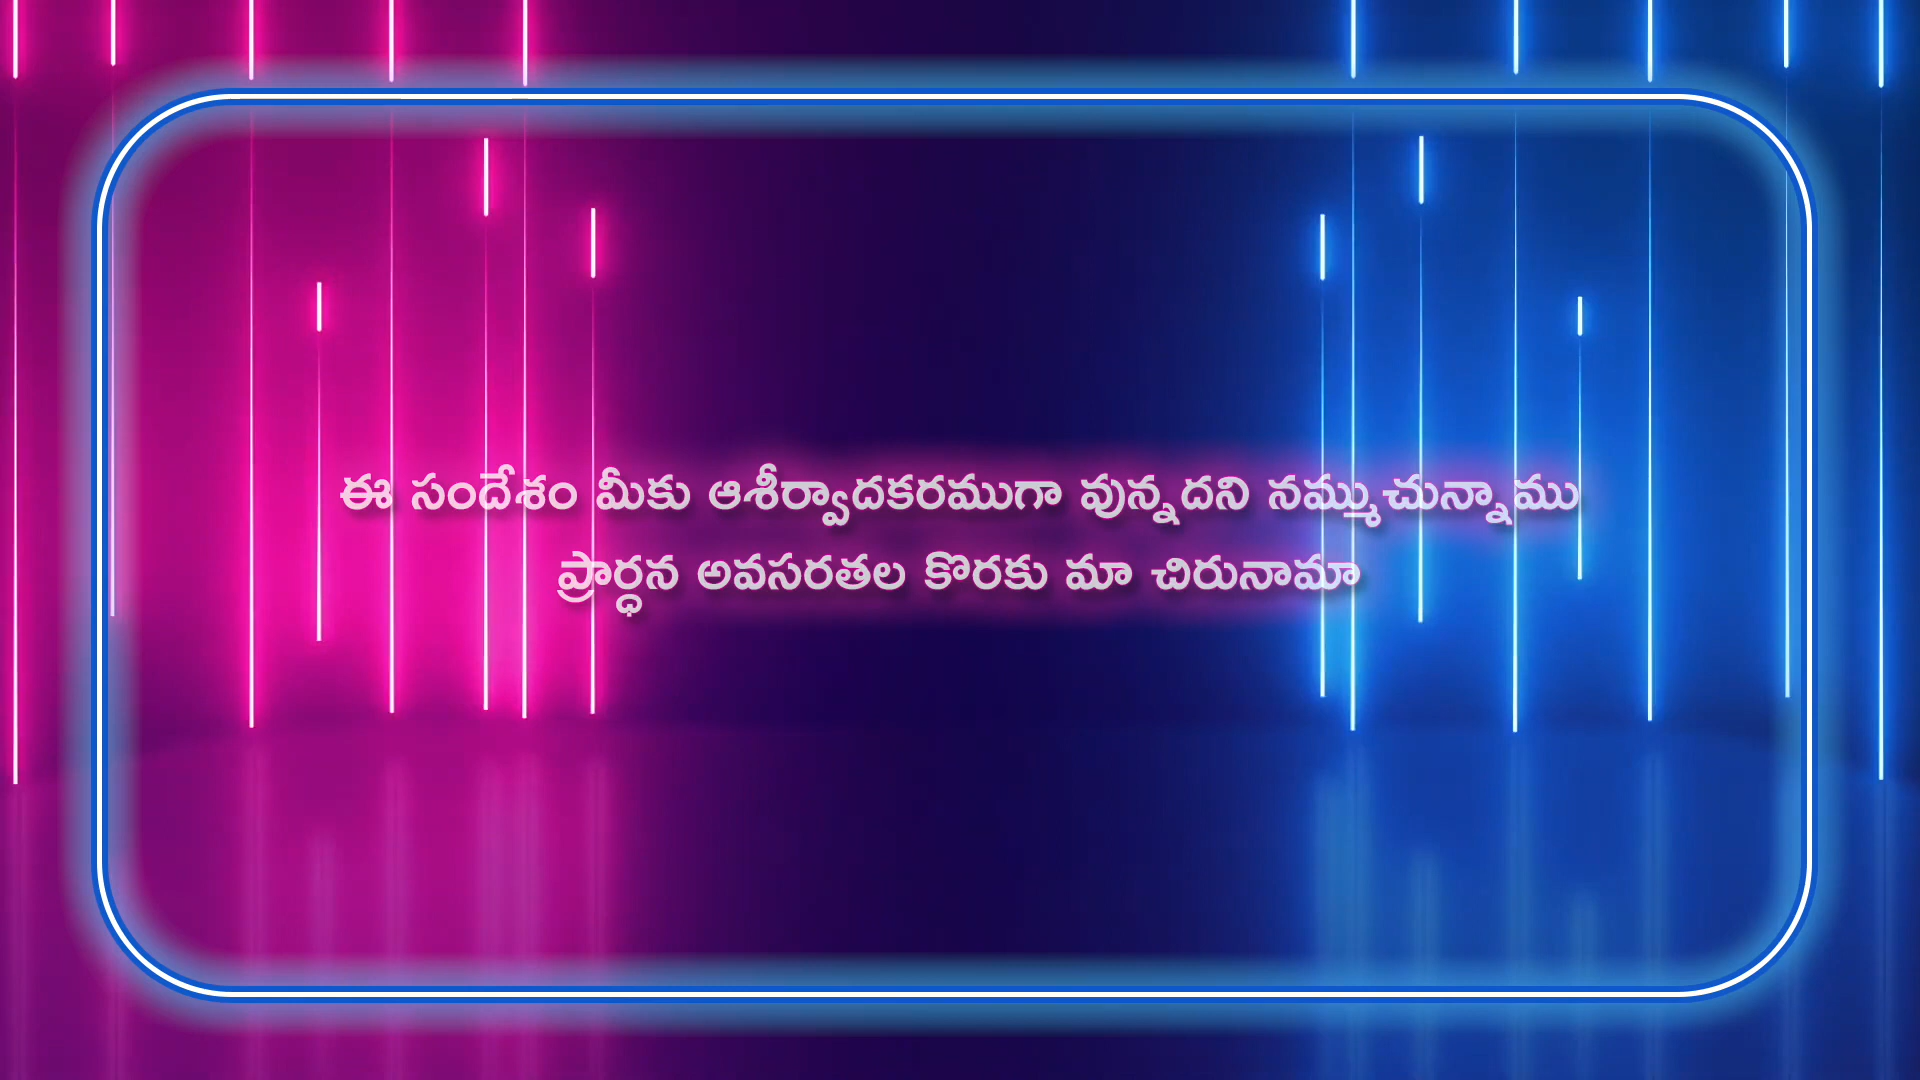 ఈ సందేశం మీకు ఆశీర్వాదకరముగా వున్నదని నమ్ముచున్నాము
ప్రార్ధన అవసరతల కొరకు మా చిరునామా